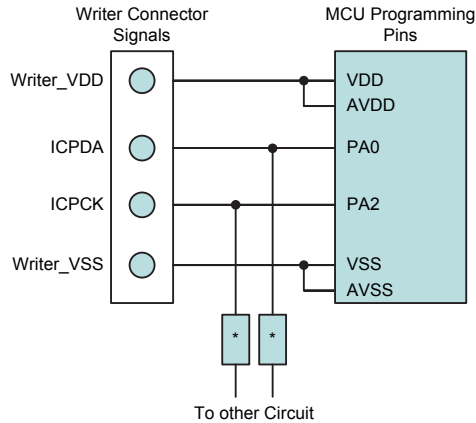 Writer Connector
Signals
MCU Programming
Pins
Writer_VDD
VDD
AVDD
ICPDA
PA0
ICPCK
PA2
Writer_VSS
VSS
AVSS
* *
To other Circuit